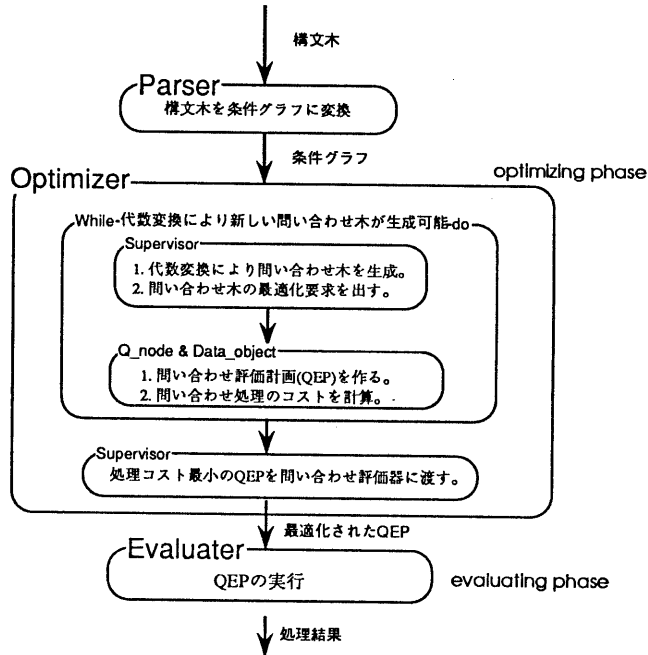 構文木
Parser
構文木を条件グラフに変換
条件グラフ
optimizing phase
Optimizer
While-代数変換により新しい問い合わせ木が生成可能-do
Supervisor
1. 代数変換により問い合わせ木を生成。
2. 問い合わせ木の最適化要求を出す。
Q_node & Data_object
1. 問い合わせ評価計画(QEP)を作る。
2. 問い合わせ処理のコストを計算。
Supervisor
処理コスト最小のQEPを問い合わせ評価器に渡す。
最適化されたQEP
Evaluater
QEPの実行
evaluating phase
処理結果